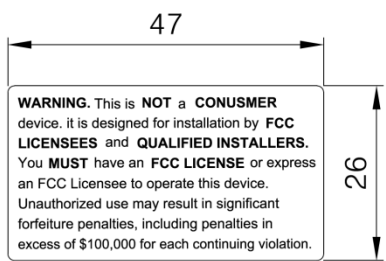 47
WARNING. This is NOT a CONUSMER
device. it is designed for installation by FCC
LICENSEES and QUALIFIED INSTALLERS.
You MUST have an FCC LICENSE or express
an FCC Licensee to operate this device.
Unauthorized use may result in significant
forfeiture penalties, including penalties in
excess of $100,000 for each continuing violation.
26